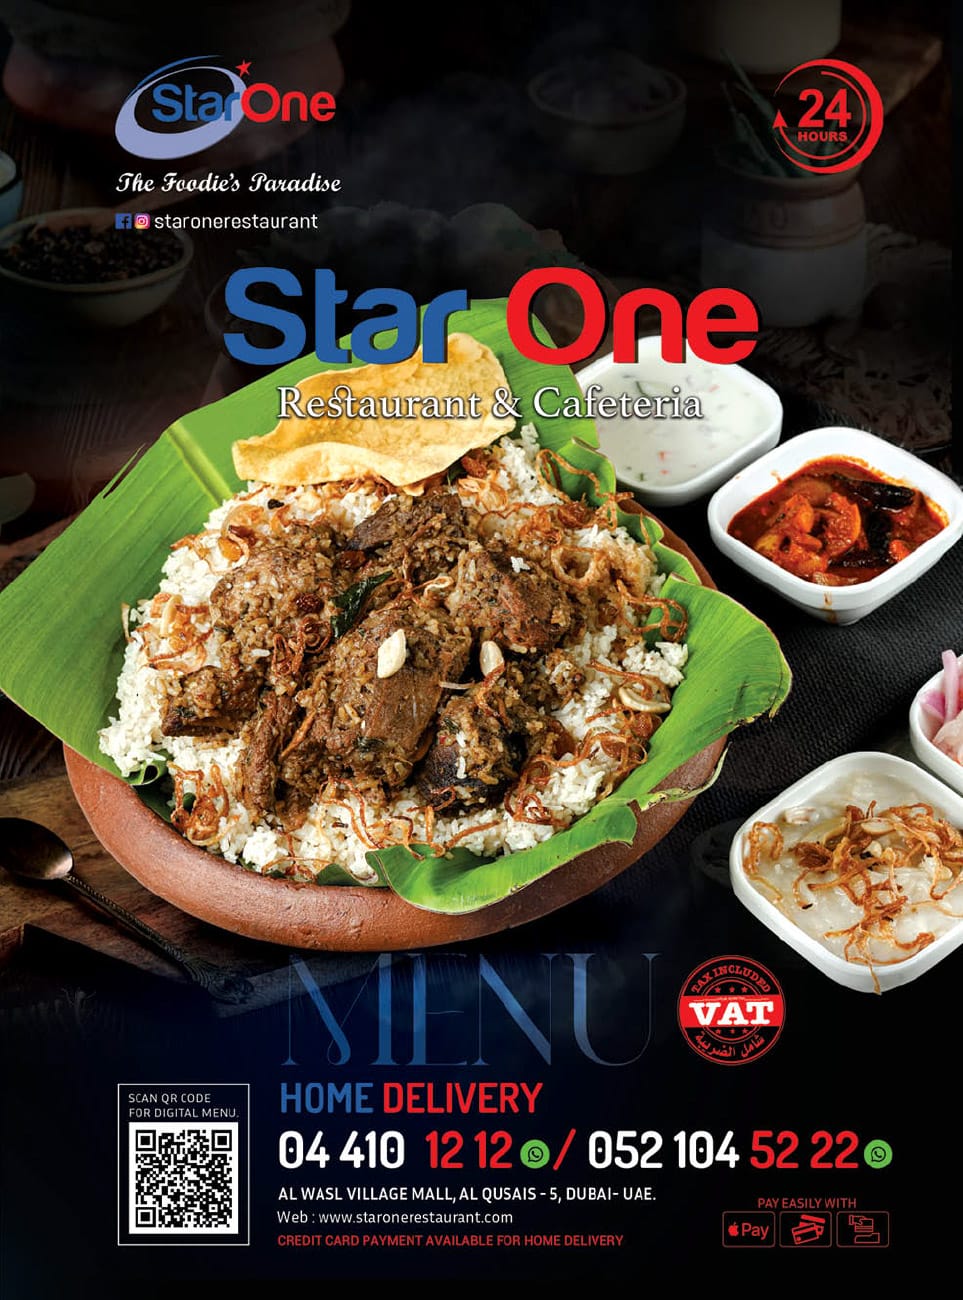 StarOne
The Foodie's Paradise
staronerestaurant
24
HOURS
Star One
Restaurant & Cafeteria
MENU
TAX INCLUDED
VAT
شامل الضريبة
SCAN QR CODE
FOR DIGITAL MENU.
HOME DELIVERY
04 410 12 12 / 052 104 52 22
AL WASL VILLAGE MALL, AL QUSAIS - 5, DUBAI- UAE.
Web : www.staronerestaurant.com
CREDIT CARD PAYMENT AVAILABLE FOR HOME DELIVERY
PAY EASILY WITH
Pay